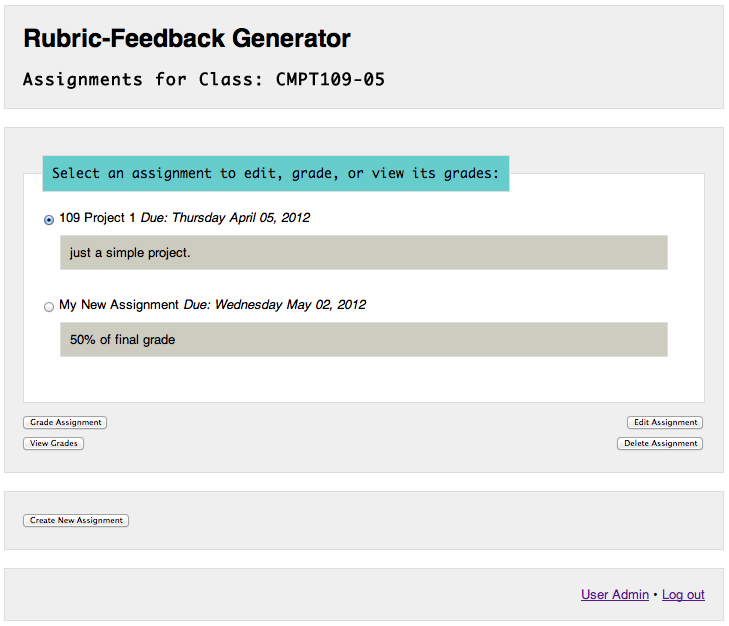 Rubric-Feedback Generator
Assignments for Class: CMPT109-05
Select an assignment to edit, grade, or view its grades:
109 Project 1 Due: Thursday April 05, 2012
just a simple project.
My New Assignment Due: Wednesday May 02, 2012
50% of final grade
Grade Assignment Edit Assignment
View Grades Delete Assignment
Create New Assignment
User Admin • Log out